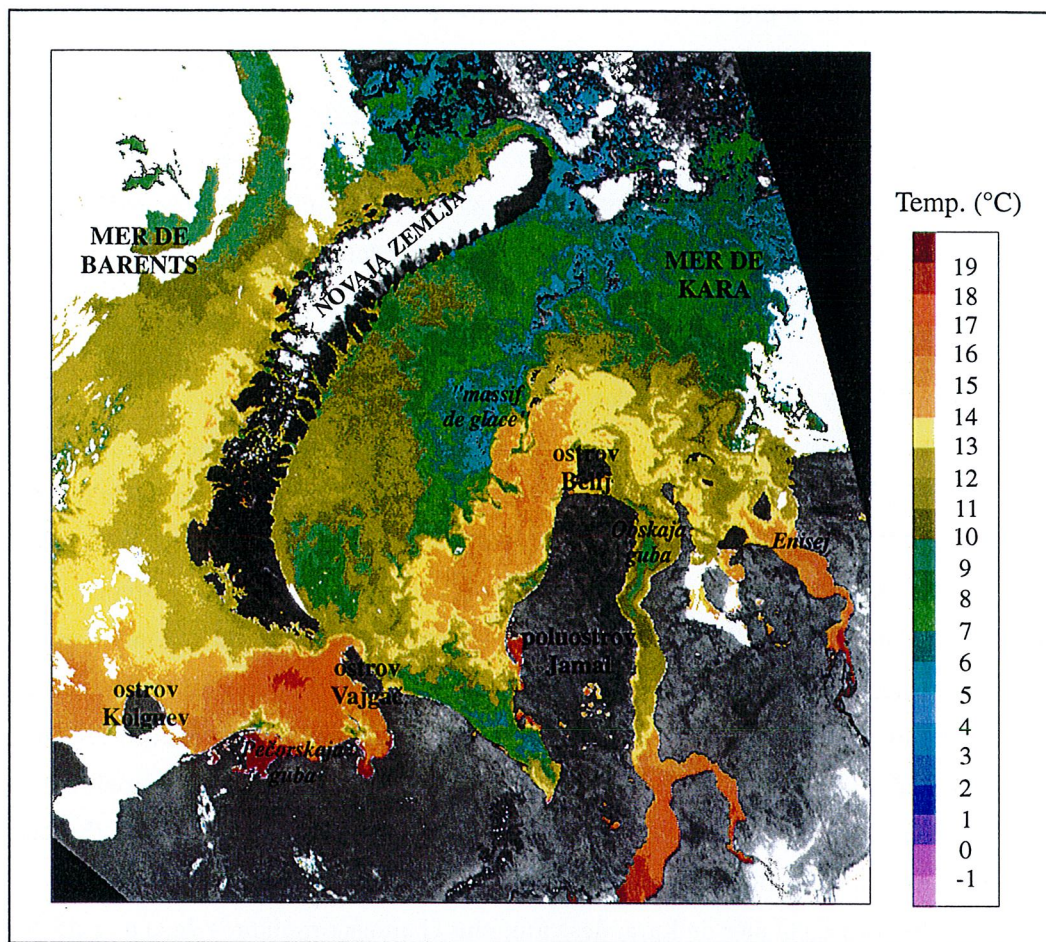 MER DE
BARENTS
NOVAJA ZEMLJA
MER DE
KARA
"massif
de glace"
ostrov
Belij
Obskaja
guba
Enisej
poluostrov
Jamal
ostrov
Vajgač
ostrov
Kolguev
Pečorskaja
guba
Temp. (°C)
19
18
17
16
15
14
13
12
11
10
9
8
7
6
5
4
3
2
1
0
-1